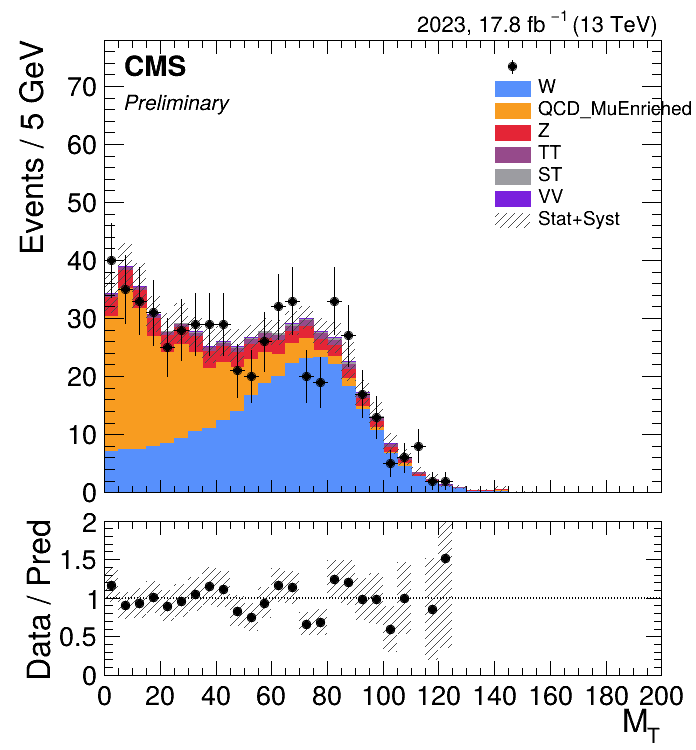 2023, 17.8 fb⁻¹ (13 TeV)
CMS
Preliminary
W
QCD_MuEnriched
Z
TT
ST
VV
Stat+Syst
Events / 5 GeV
70
60
50
40
30
20
10
0
Data / Pred
2
1.5
1
0.5
0
0 20 40 60 80 100 120 140 160 180 200
M_T